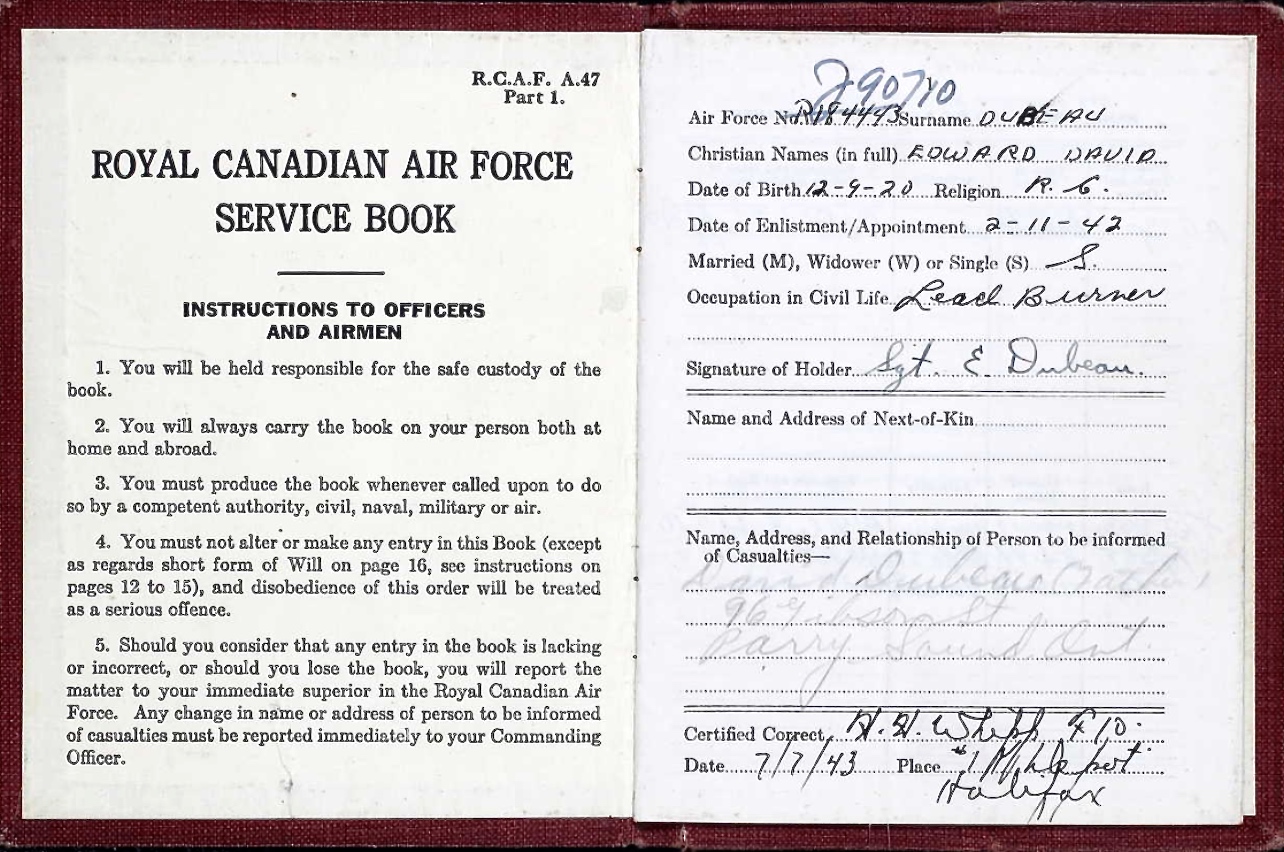 R.C.A.F. A.47
Part 1.
ROYAL CANADIAN AIR FORCE
SERVICE BOOK
INSTRUCTIONS TO OFFICERS
AND AIRMEN
1. You will be held responsible for the safe custody of the
book.
2. You will always carry the book on your person both at
home and abroad.
3. You must produce the book whenever called upon to do
so by a competent authority, civil, naval, military or air.
4. You must not alter or make any entry in this Book (except
as regards short form of Will on page 16, see instructions on
pages 12 to 15), and disobedience of this order will be treated
as a serious offence.
5. Should you consider that any entry in the book is lacking
or incorrect, or should you lose the book, you will report the
matter to your immediate superior in the Royal Canadian Air
Force. Any change in name or address of person to be informed
of casualties must be reported immediately to your Commanding
Officer.
J-90710
Air Force No. R184443 Surname DUBEAU
Christian Names (in full) EDWARD DAVID
Date of Birth 12-9-20 Religion R. C.
Date of Enlistment/Appointment 2-11-42
Married (M), Widower (W) or Single (S) S.
Occupation in Civil Life Lead Burner
Signature of Holder Sgt. E. Dubeau.
Name and Address of Next-of-Kin
Name, Address, and Relationship of Person to be informed
of Casualties—
David Dubeau
96 Gibson St
Parry Sound Ont.
Certified Correct H. H. Whipp F/O.
Date 7/7/43 Place #1 depot
Halifax